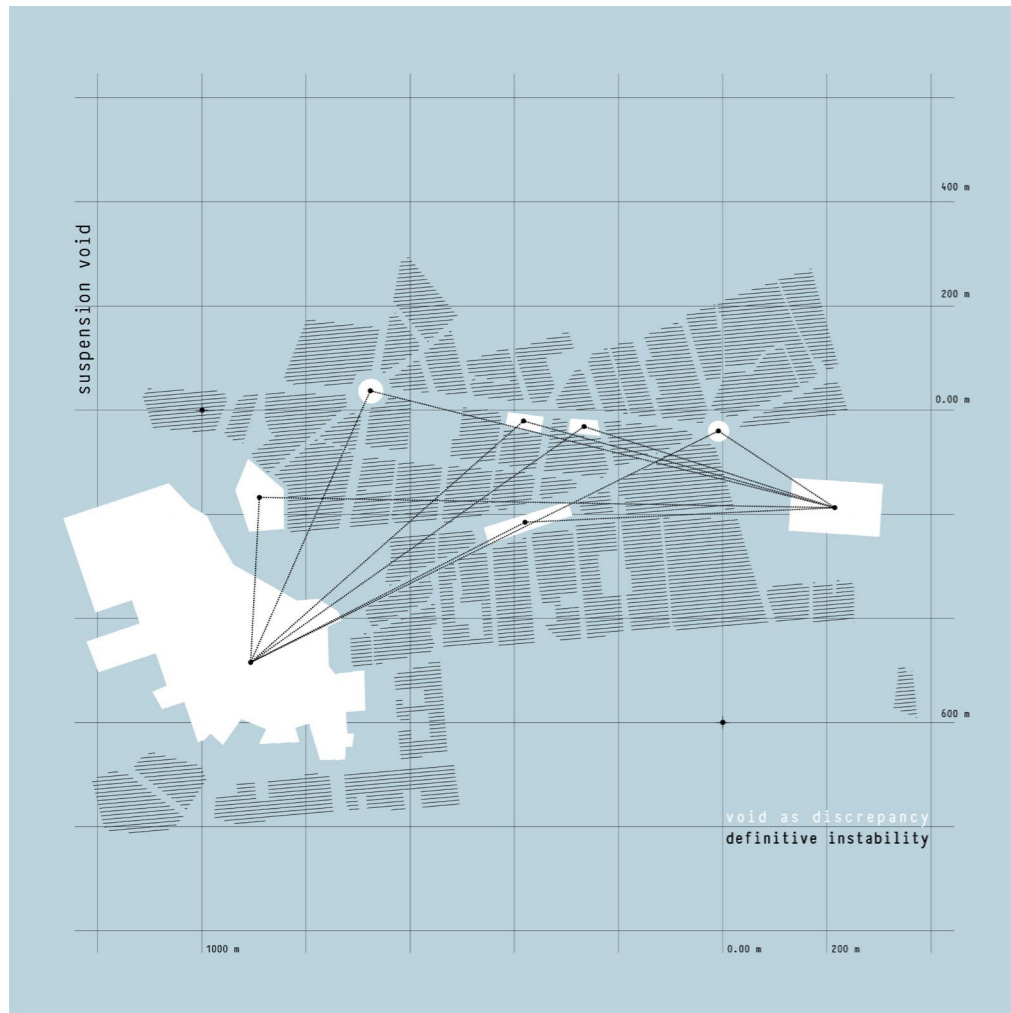 suspension void
400 m
200 m
0.00 m
600 m
void as discrepancy
definitive instability
1000 m
0.00 m
200 m